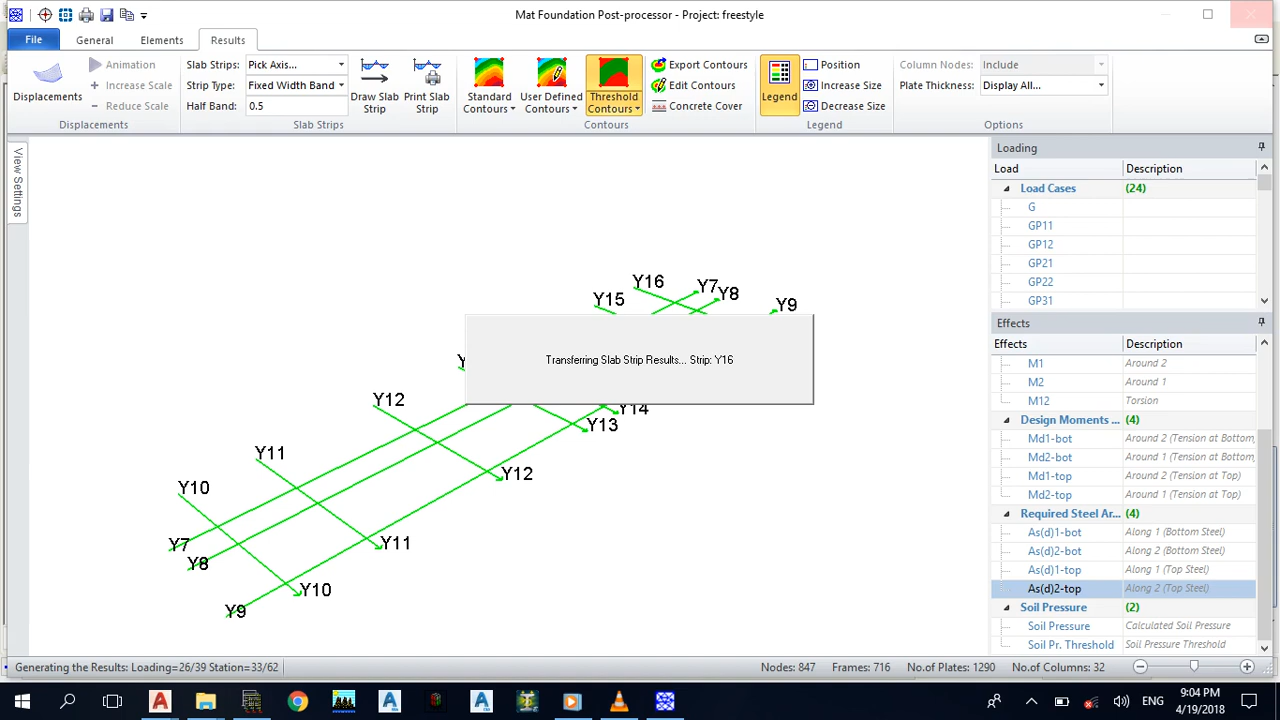 Mat Foundation Post-processor - Project: freestyle
File
General
Elements
Results
Displacements
Animation
Increase Scale
Reduce Scale
Displacements
Slab Strips:
Pick Axis...
Strip Type:
Fixed Width Band
Half Band:
0.5
Draw Slab
Strip
Print Slab
Strip
Slab Strips
Standard
Contours
User Defined
Contours
Threshold
Contours
Export Contours
Edit Contours
Concrete Cover
Contours
Legend
Position
Increase Size
Decrease Size
Legend
Column Nodes:
Include
Plate Thickness:
Display All...
Options
View Settings
Y16
Y7
Y8
Y15
Y9
Transferring Slab Strip Results... Strip: Y16
Y12
Y14
Y13
Y11
Y12
Y10
Y7
Y11
Y8
Y10
Y9
Loading
Load
Description
Load Cases
(24)
G
GP11
GP12
GP21
GP22
GP31
Effects
Effects
Description
M1
Around 2
M2
Around 1
M12
Torsion
Design Moments ...
(4)
Md1-bot
Around 2 (Tension at Bottom)
Md2-bot
Around 1 (Tension at Bottom)
Md1-top
Around 2 (Tension at Top)
Md2-top
Around 1 (Tension at Top)
Required Steel Ar...
(4)
As(d)1-bot
Along 1 (Bottom Steel)
As(d)2-bot
Along 2 (Bottom Steel)
As(d)1-top
Along 1 (Top Steel)
As(d)2-top
Along 2 (Top Steel)
Soil Pressure
(2)
Soil Pressure
Calculated Soil Pressure
Soil Pr. Threshold
Soil Pressure Threshold
Generating the Results: Loading=26/39 Station=33/62
Nodes: 847
Frames: 716
No.of Plates: 1290
No.of Columns: 32
ENG
9:04 PM
4/19/2018